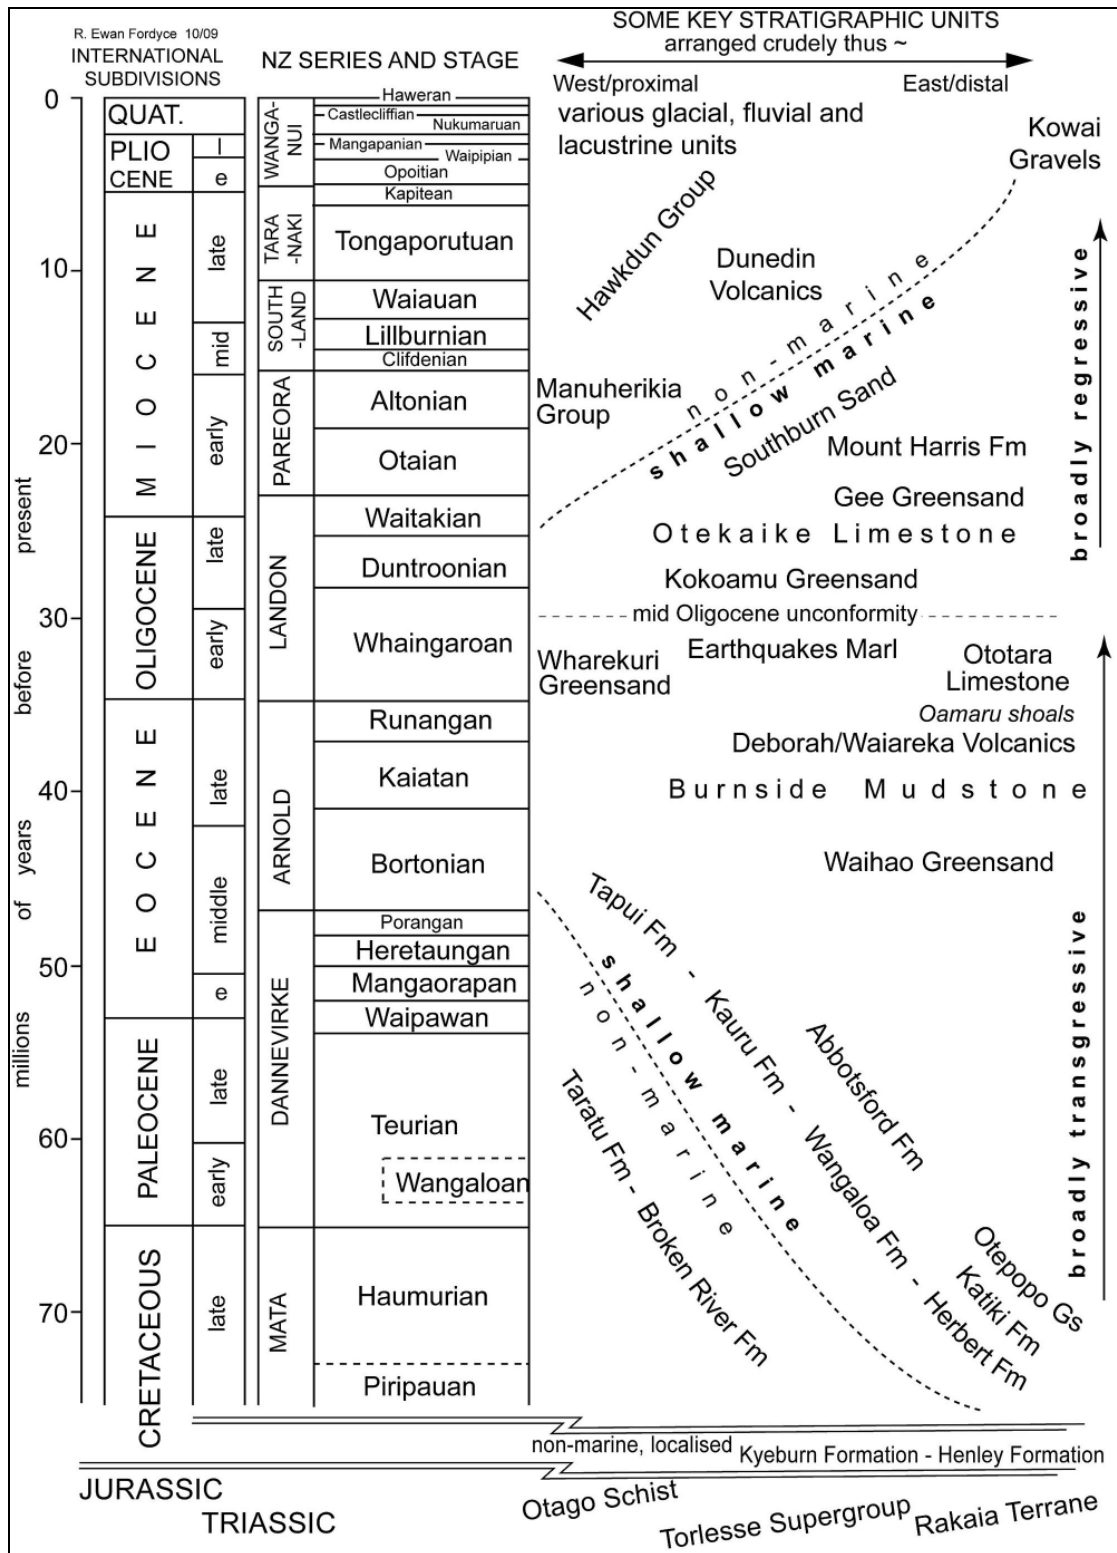 R. Ewan Fordyce 10/09
INTERNATIONAL
SUBDIVISIONS
NZ SERIES AND STAGE
SOME KEY STRATIGRAPHIC UNITS
arranged crudely thus ~
West/proximal
East/distal
millions of years before present
0
10
20
30
40
50
60
70
QUAT.
PLIO
CENE
l
e
MIOCENE
late
mid
early
OLIGOCENE
late
early
EOCENE
late
middle
e
PALEOCENE
late
early
CRETACEOUS
late
JURASSIC
TRIASSIC
WANGA-
NUI
TARA
-NAKI
SOUTH
-LAND
PAREORA
LANDON
ARNOLD
DANNEVIRKE
MATA
Haweran
Castlecliffian
Nukumaruan
Mangapanian
Waipipian
Opoitian
Kapitean
Tongaporutuan
Waiauan
Lillburnian
Clifdenian
Altonian
Otaian
Waitakian
Duntroonian
Whaingaroan
Runangan
Kaiatan
Bortonian
Porangan
Heretaungan
Mangaorapan
Waipawan
Teurian
Wangaloan
Haumurian
Piripauan
various glacial, fluvial and
lacustrine units
Kowai
Gravels
Hawkdun Group
Dunedin
Volcanics
non-marine
shallow marine
Manuherikia
Group
Southburn Sand
Mount Harris Fm
Gee Greensand
Otekaike Limestone
Kokoamu Greensand
broadly regressive
mid Oligocene unconformity
Wharekuri
Greensand
Earthquakes Marl
Ototara
Limestone
Oamaru shoals
Deborah/Waiareka Volcanics
Burnside Mudstone
Waihao Greensand
Tapui Fm - Kauru Fm - Wangaloa Fm - Herbert Fm
Abbotsford Fm
shallow marine
non-marine
Taratu Fm - Broken River Fm
Otepopo Gs
Katiki Fm
broadly transgressive
non-marine, localised
Kyeburn Formation - Henley Formation
Otago Schist
Torlesse Supergroup
Rakaia Terrane